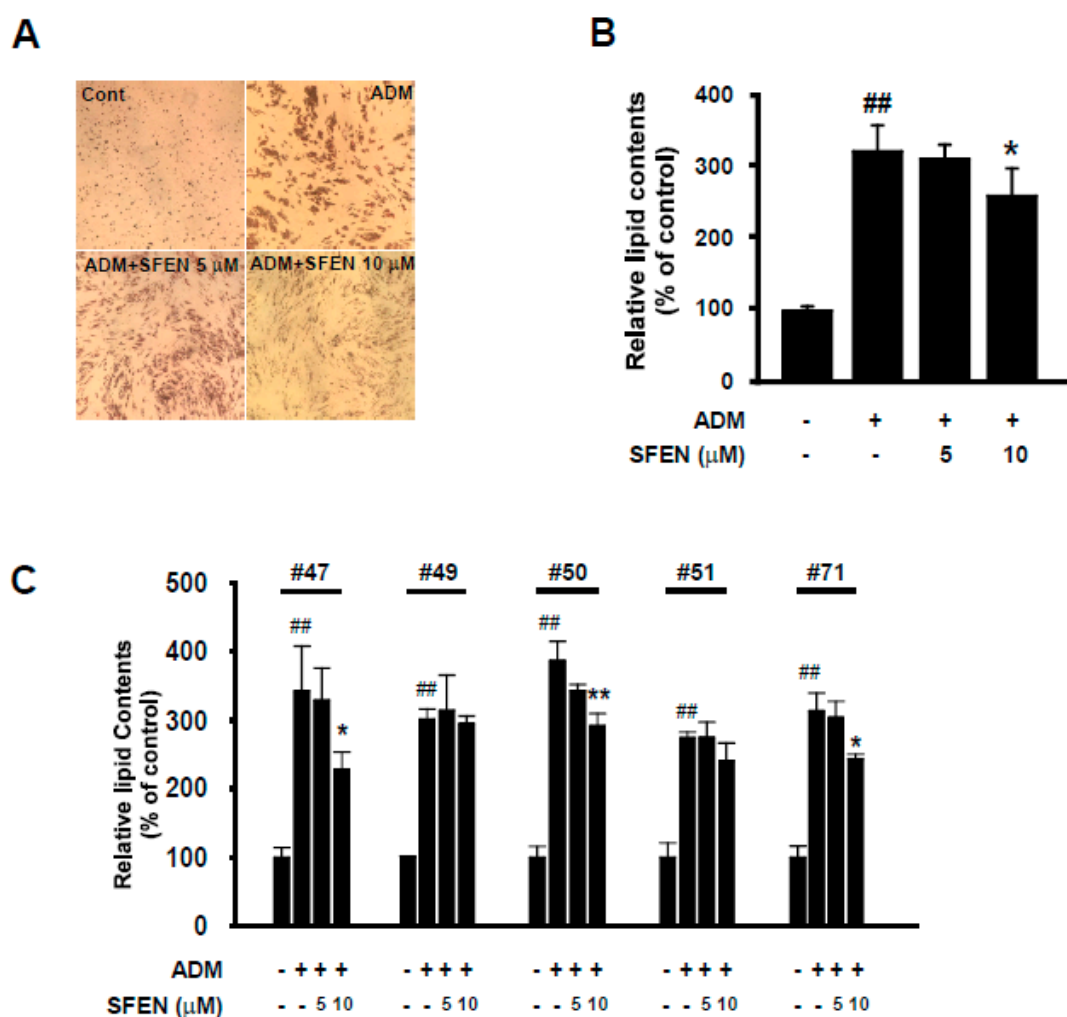 A
Cont
ADM
ADM+SFEN 5 μM
ADM+SFEN 10 μM
B
Relative lipid contents
(% of control)
400
300
200
100
0
##
*
ADM - + + +
SFEN (μM) - - 5 10
C
Relative lipid Contents
(% of control)
500
400
300
200
100
0
#47 #49 #50 #51 #71
## ## ## ## ##
* ** *
ADM - + + + - + + + - + + + - + + + - + + +
SFEN (μM) - - 5 10 - - 5 10 - - 5 10 - - 5 10 - - 5 10